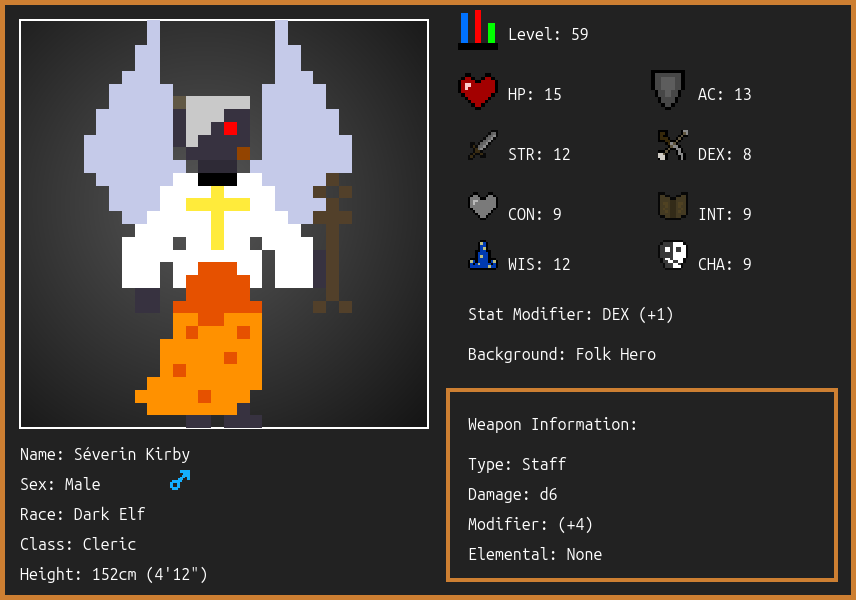 Level: 59
HP: 15
AC: 13
STR: 12
DEX: 8
CON: 9
INT: 9
WIS: 12
CHA: 9
Stat Modifier: DEX (+1)
Background: Folk Hero
Weapon Information:
Type: Staff
Damage: d6
Modifier: (+4)
Elemental: None
Name: Séverin Kirby
Sex: Male
Race: Dark Elf
Class: Cleric
Height: 152cm (4'12")